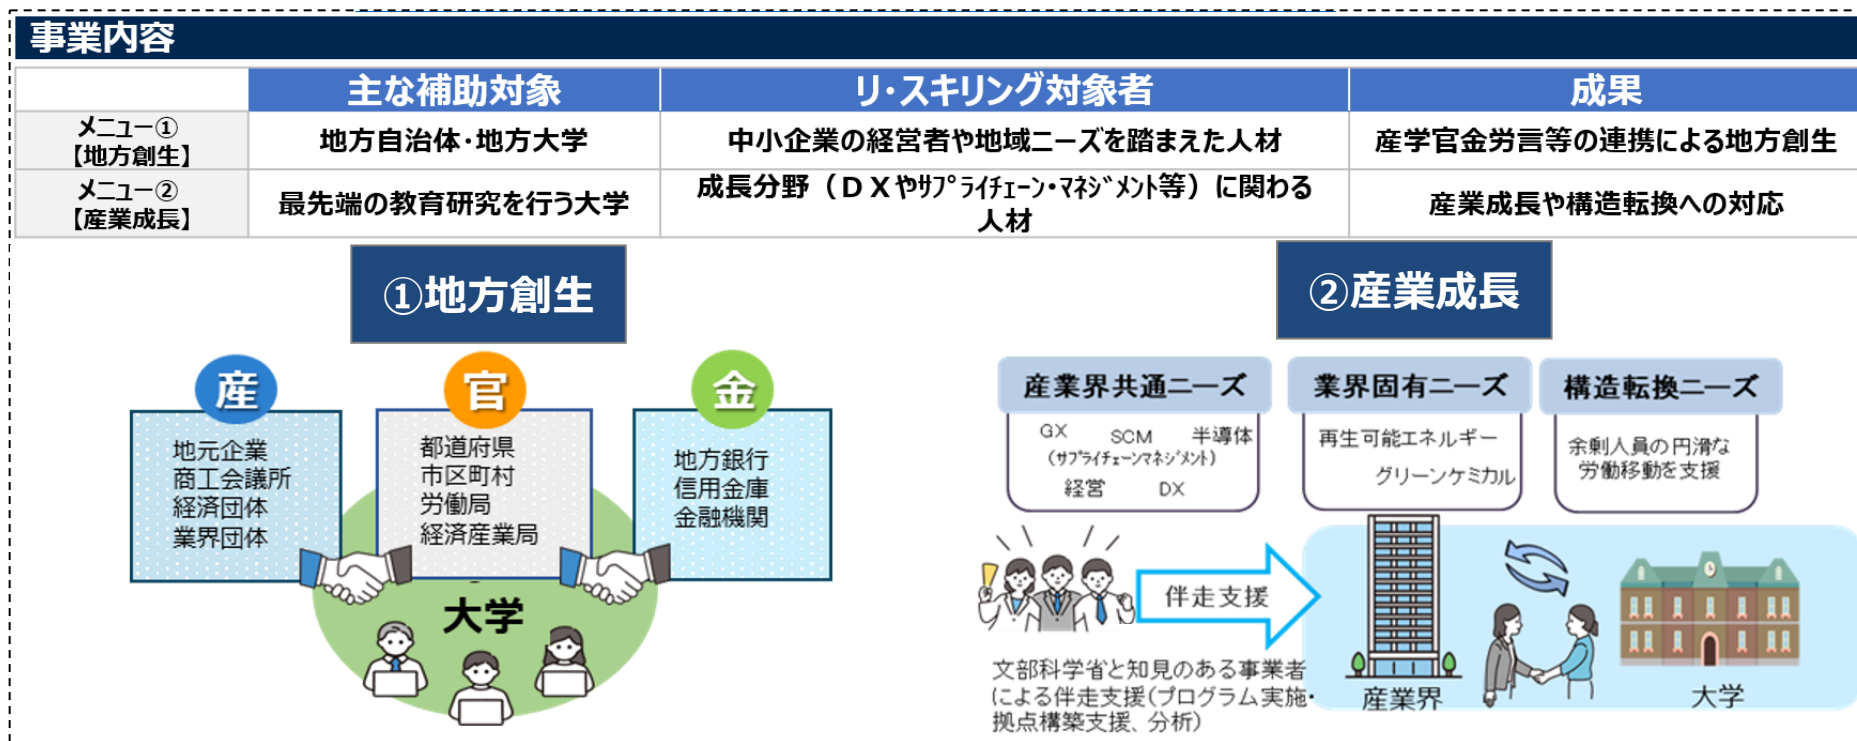 事業内容
主な補助対象
リ・スキリング対象者
成果
メニュー①
【地方創生】
地方自治体・地方大学
中小企業の経営者や地域ニーズを踏まえた人材
産学官金労言等の連携による地方創生
メニュー②
【産業成長】
最先端の教育研究を行う大学
成長分野（ＤＸやｻﾌﾟﾗｲﾁｪｰﾝ・ﾏﾈｼﾞﾒﾝﾄ等）に関わる
人材
産業成長や構造転換への対応
①地方創生
産
地元企業
商工会議所
経済団体
業界団体
官
都道府県
市区町村
労働局
経済産業局
金
地方銀行
信用金庫
金融機関
大学
②産業成長
産業界共通ニーズ
GX SCM 半導体
(ｻﾌﾟﾗｲﾁｪｰﾝﾏﾈｼﾞﾒﾝﾄ)
経営 DX
業界固有ニーズ
再生可能エネルギー
グリーンケミカル
構造転換ニーズ
余剰人員の円滑な
労働移動を支援
伴走支援
文部科学省と知見のある事業者
による伴走支援(プログラム実施・
拠点構築支援、分析)
産業界
大学